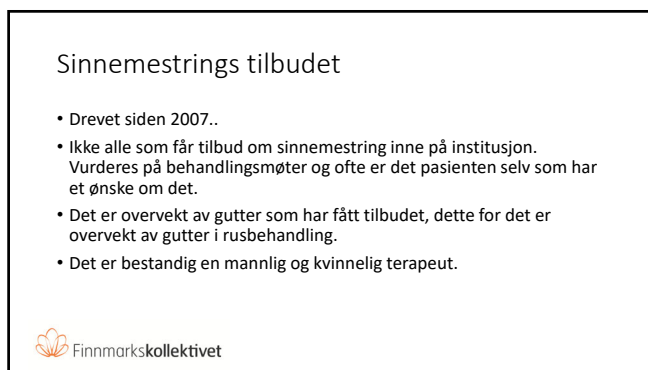 Sinnemestrings tilbudet
• Drevet siden 2007..
• Ikke alle som får tilbud om sinnemestring inne på institusjon.
Vurderes på behandlingsmøter og ofte er det pasienten selv som har
et ønske om det.
• Det er overvekt av gutter som har fått tilbudet, dette for det er
overvekt av gutter i rusbehandling.
• Det er bestandig en mannlig og kvinnelig terapeut.
Finnmarkskollektivet